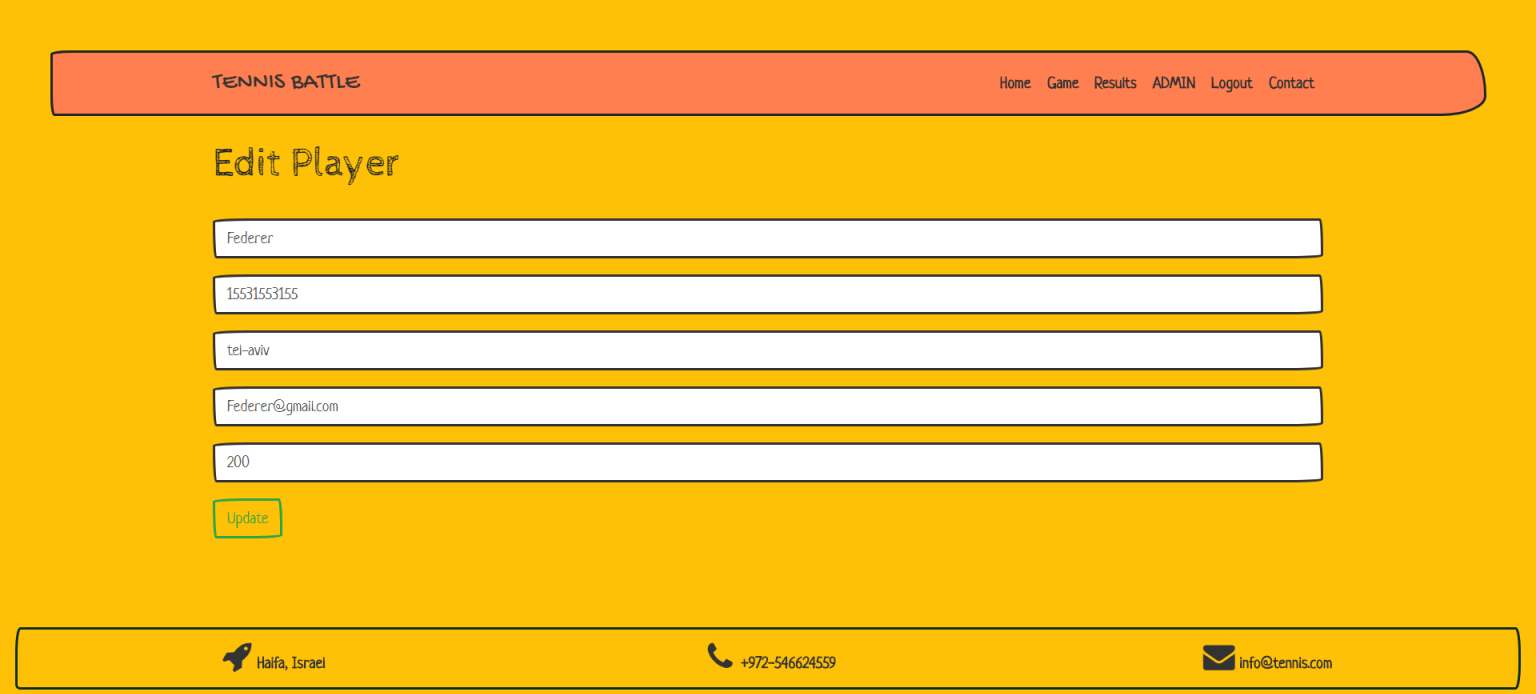 TENNIS BATTLE Home Game Results ADMIN Logout Contact
Edit Player
Federer
15531553155
tel-aviv
Federer@gmail.com
200
Update
Haifa, Israel +972-546624559 info@tennis.com